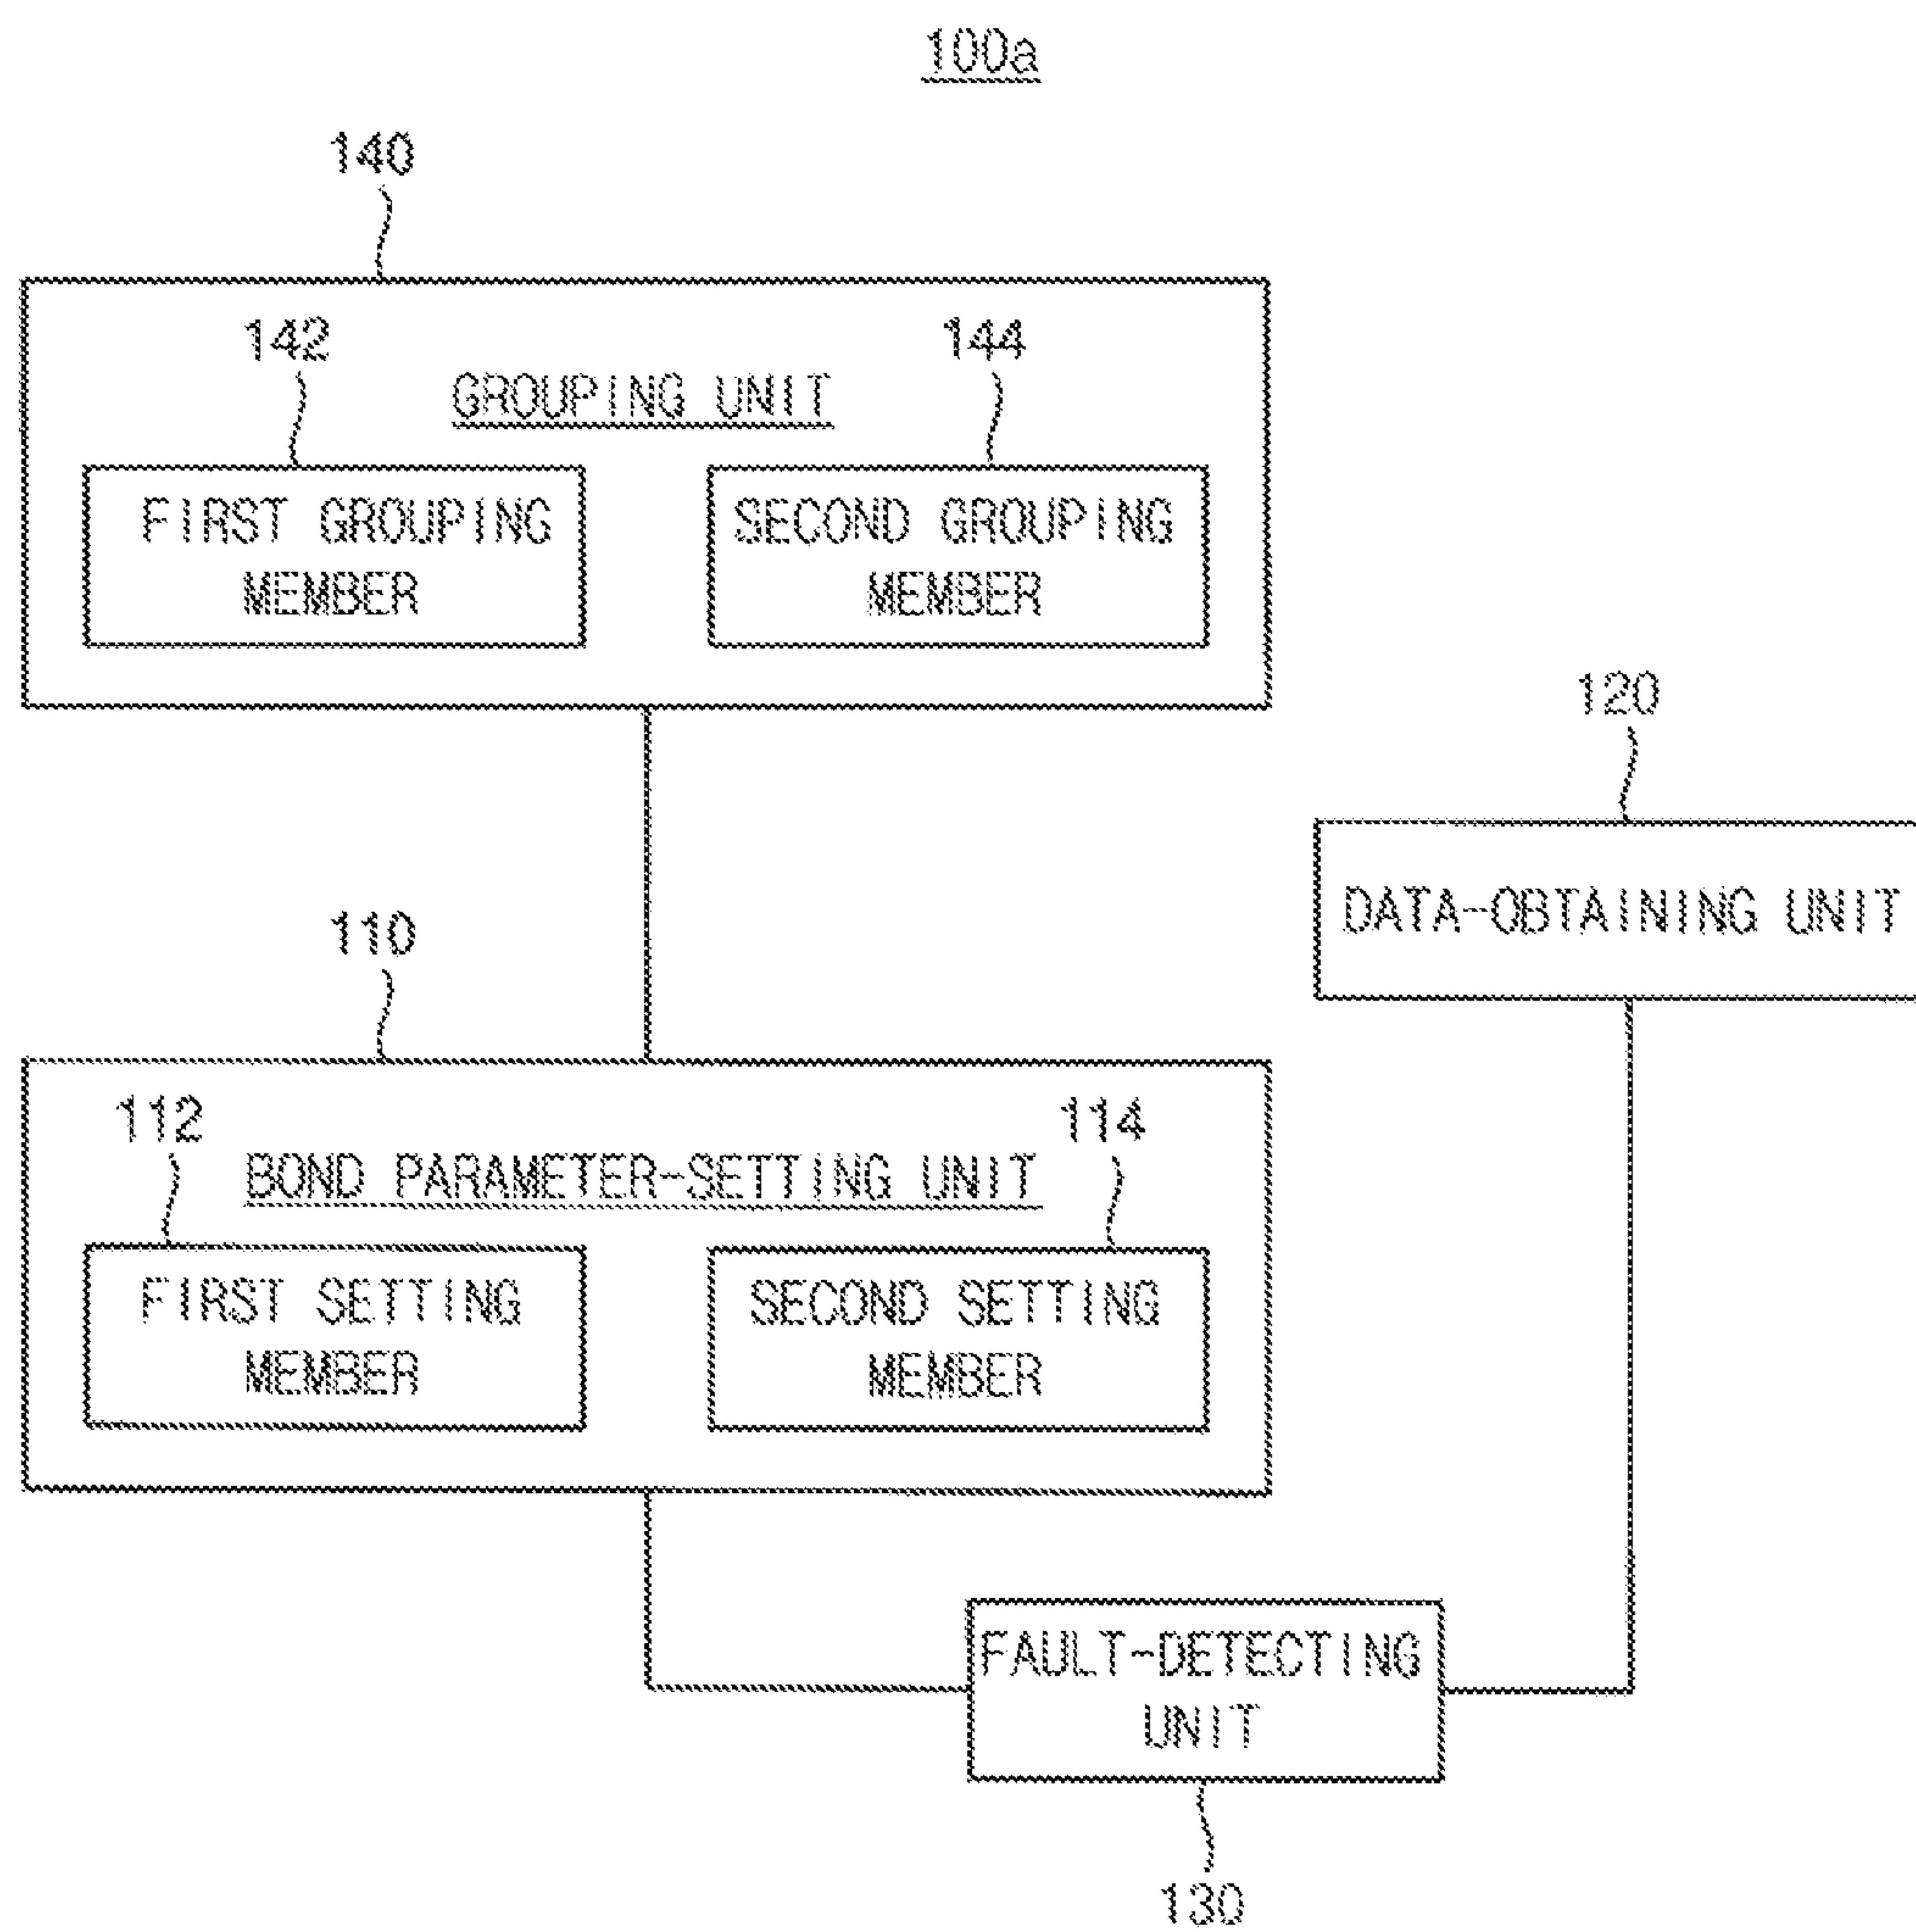 100a
140
142
144
GROUPING UNIT
FIRST GROUPING
MEMBER
SECOND GROUPING
MEMBER
120
DATA-OBTAINING UNIT
110
112
114
BOND PARAMETER-SETTING UNIT
FIRST SETTING
MEMBER
SECOND SETTING
MEMBER
FAULT-DETECTING
UNIT
130